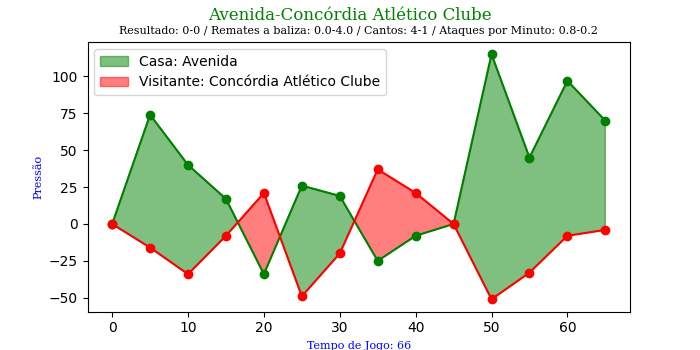 Avenida-Concórdia Atlético Clube
Resultado: 0-0 / Remates a baliza: 0.0-4.0 / Cantos: 4-1 / Ataques por Minuto: 0.8-0.2
Casa: Avenida
Visitante: Concórdia Atlético Clube
Pressão
100
75
50
25
0
−25
−50
0 10 20 30 40 50 60
Tempo de Jogo: 66